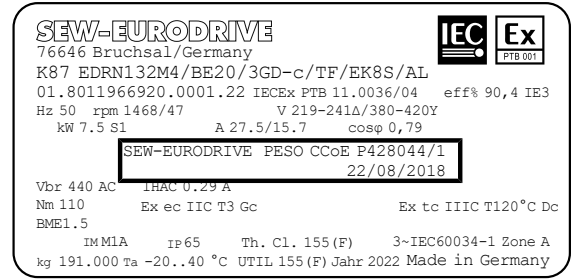 SEW-EURODRIVE
76646 Bruchsal/Germany
IEC Ex PTB 001
K87 EDRN132M4/BE20/3GD-c/TF/EK8S/AL
01.8011966920.0001.22 IECEx PTB 11.0036/04 eff% 90,4 IE3
Hz 50 rpm 1468/47 V 219-241Δ/380-420Y
kW 7.5 S1 A 27.5/15.7 cosφ 0,79
SEW-EURODRIVE PESO CCoE P428044/1
22/08/2018
Vbr 440 AC IHAC 0.29 A
Nm 110 Ex ec IIC T3 Gc Ex tc IIIC T120°C Dc
BME1.5
IM M1A IP 65 Th. Cl. 155(F) 3~IEC60034-1 Zone A
kg 191.000 Ta -20..40 °C UTIL 155(F) Jahr 2022 Made in Germany